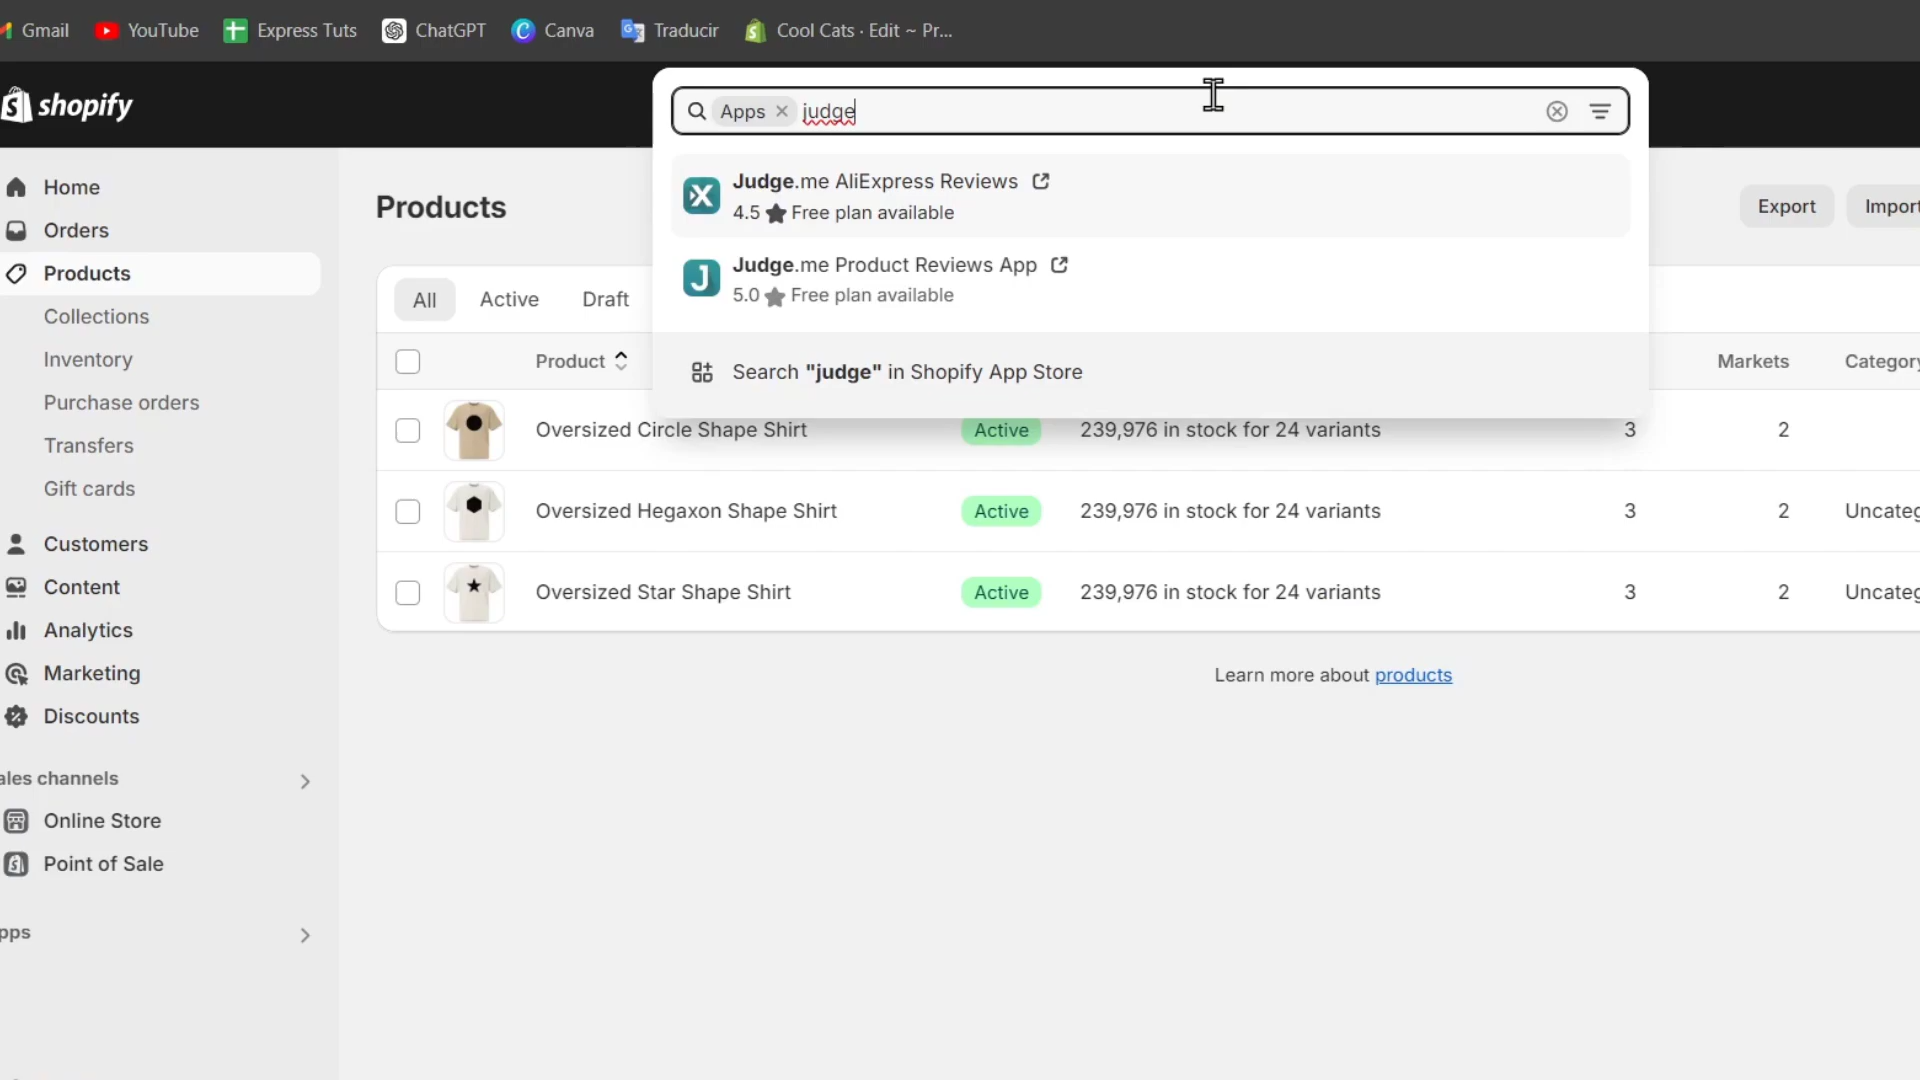 Gmail YouTube Express Tuts ChatGPT Canva Traducir Cool Cats · Edit ~ Pr...
shopify
Apps judge
Judge.me AliExpress Reviews
4.5 Free plan available
Judge.me Product Reviews App
5.0 Free plan available
Search "judge" in Shopify App Store
Home
Orders
Products
Collections
Inventory
Purchase orders
Transfers
Gift cards
Customers
Content
Analytics
Marketing
Discounts
ales channels
Online Store
Point of Sale
pps
Products
Export Import
All Active Draft
Product Markets Category
Oversized Circle Shape Shirt Active 239,976 in stock for 24 variants 3 2
Oversized Hegaxon Shape Shirt Active 239,976 in stock for 24 variants 3 2 Uncateg
Oversized Star Shape Shirt Active 239,976 in stock for 24 variants 3 2 Uncateg
Learn more about products